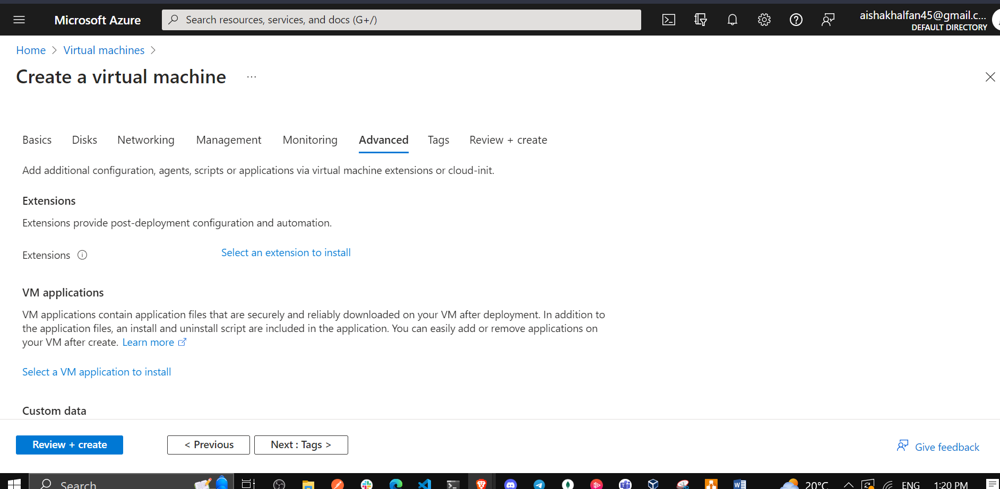 Microsoft Azure
Search resources, services, and docs (G+/)
aishakhalfan45@gmail.c...
DEFAULT DIRECTORY
Home > Virtual machines >
Create a virtual machine ...
Basics Disks Networking Management Monitoring Advanced Tags Review + create
Add additional configuration, agents, scripts or applications via virtual machine extensions or cloud-init.
Extensions
Extensions provide post-deployment configuration and automation.
Extensions
Select an extension to install
VM applications
VM applications contain application files that are securely and reliably downloaded on your VM after deployment. In addition to
the application files, an install and uninstall script are included in the application. You can easily add or remove applications on
your VM after create. Learn more
Select a VM application to install
Custom data
Review + create
< Previous
Next : Tags >
Give feedback
Search
20°C
ENG
1:20 PM